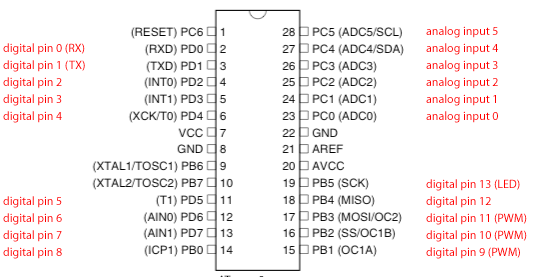 (RESET) PC6 1 28 PC5 (ADC5/SCL) analog input 5
digital pin 0 (RX) (RXD) PD0 2 27 PC4 (ADC4/SDA) analog input 4
digital pin 1 (TX) (TXD) PD1 3 26 PC3 (ADC3) analog input 3
digital pin 2 (INT0) PD2 4 25 PC2 (ADC2) analog input 2
digital pin 3 (INT1) PD3 5 24 PC1 (ADC1) analog input 1
digital pin 4 (XCK/T0) PD4 6 23 PC0 (ADC0) analog input 0
VCC 7 22 GND
GND 8 21 AREF
(XTAL1/TOSC1) PB6 9 20 AVCC
(XTAL2/TOSC2) PB7 10 19 PB5 (SCK) digital pin 13 (LED)
digital pin 5 (T1) PD5 11 18 PB4 (MISO) digital pin 12
digital pin 6 (AIN0) PD6 12 17 PB3 (MOSI/OC2) digital pin 11 (PWM)
digital pin 7 (AIN1) PD7 13 16 PB2 (SS/OC1B) digital pin 10 (PWM)
digital pin 8 (ICP1) PB0 14 15 PB1 (OC1A) digital pin 9 (PWM)